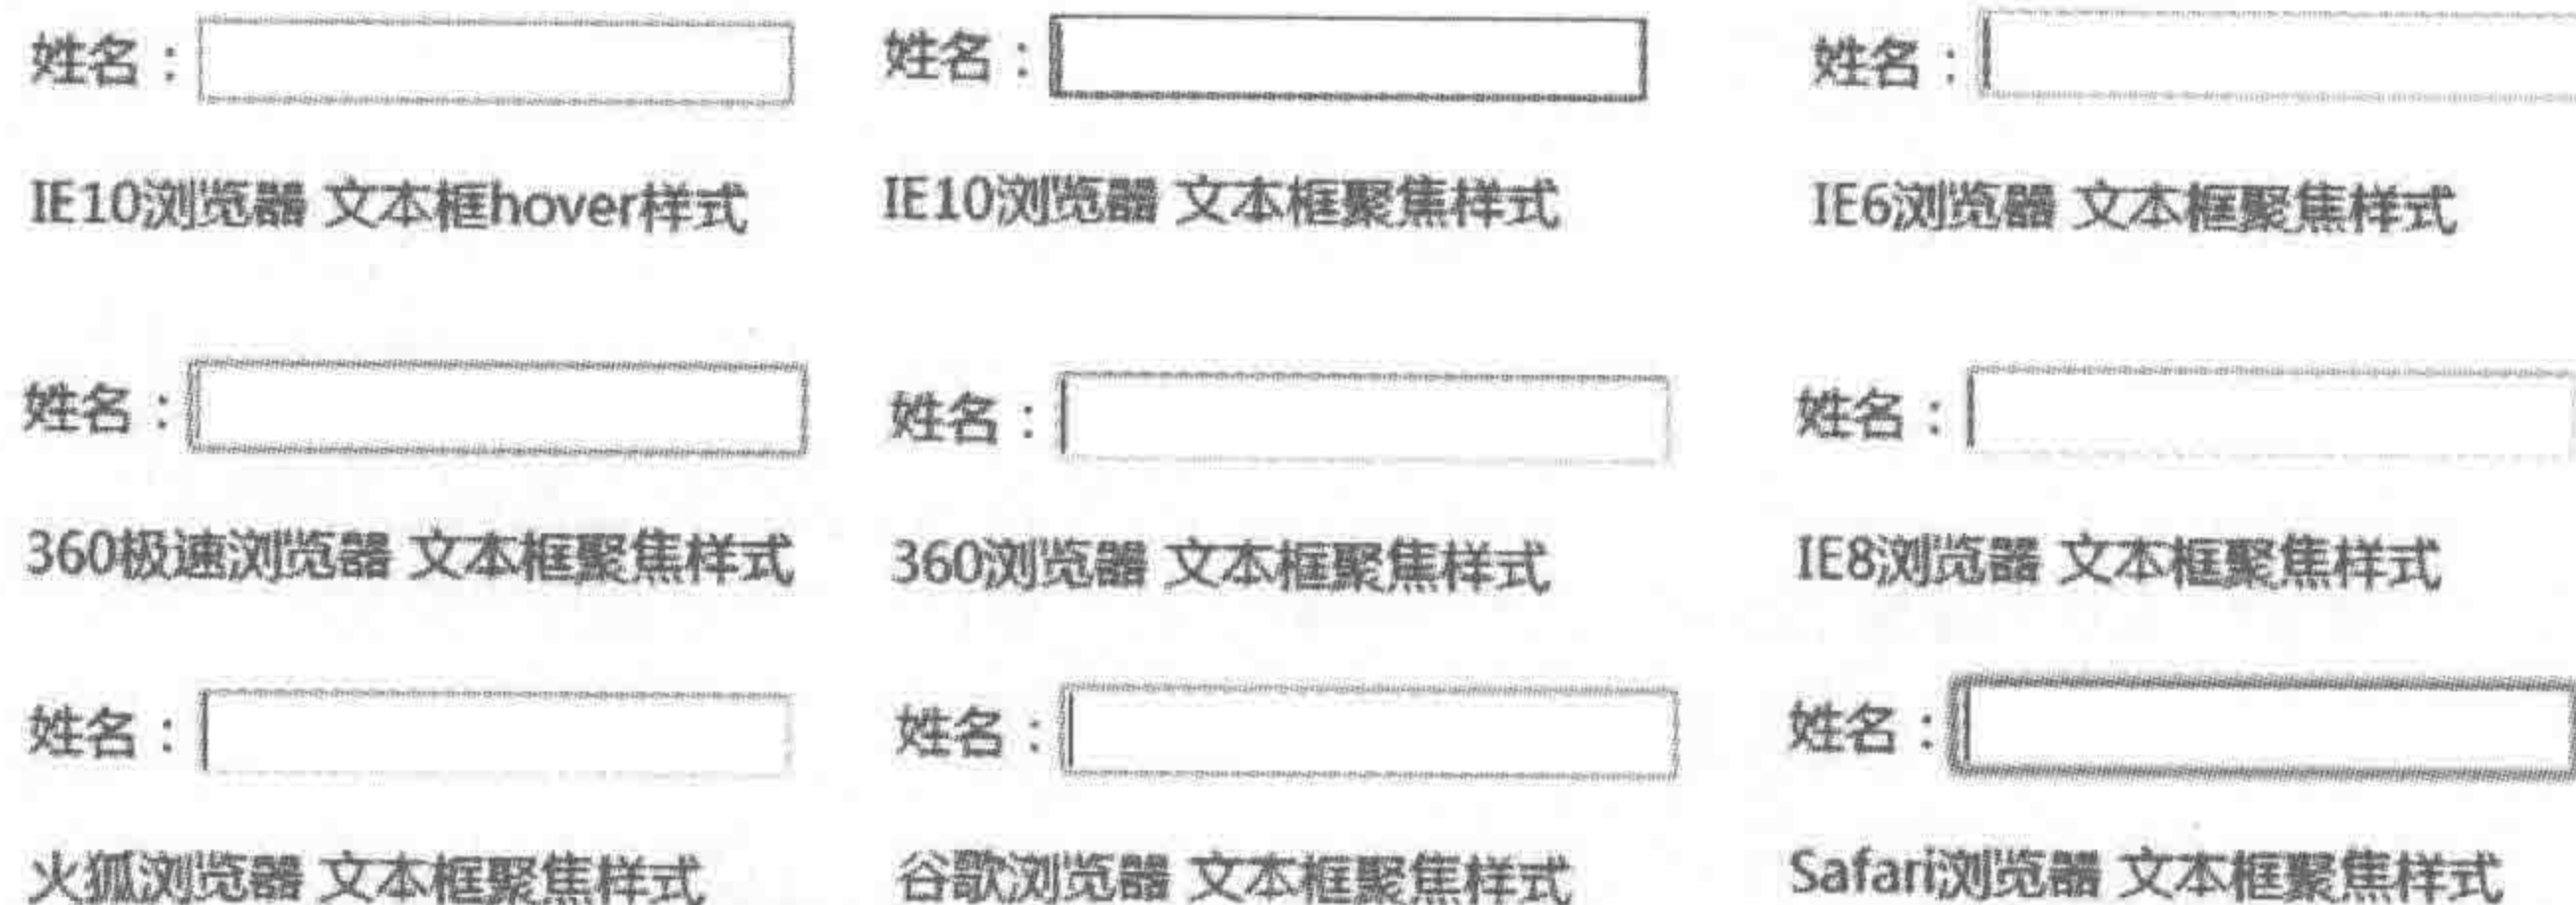 姓名： 姓名： 姓名：
IE10浏览器 文本框hover样式 IE10浏览器 文本框聚焦样式 IE6浏览器 文本框聚焦样式
姓名： 姓名： 姓名：
360极速浏览器 文本框聚焦样式 360浏览器 文本框聚焦样式 IE8浏览器 文本框聚焦样式
姓名： 姓名： 姓名：
火狐浏览器 文本框聚焦样式 谷歌浏览器 文本框聚焦样式 Safari浏览器 文本框聚焦样式